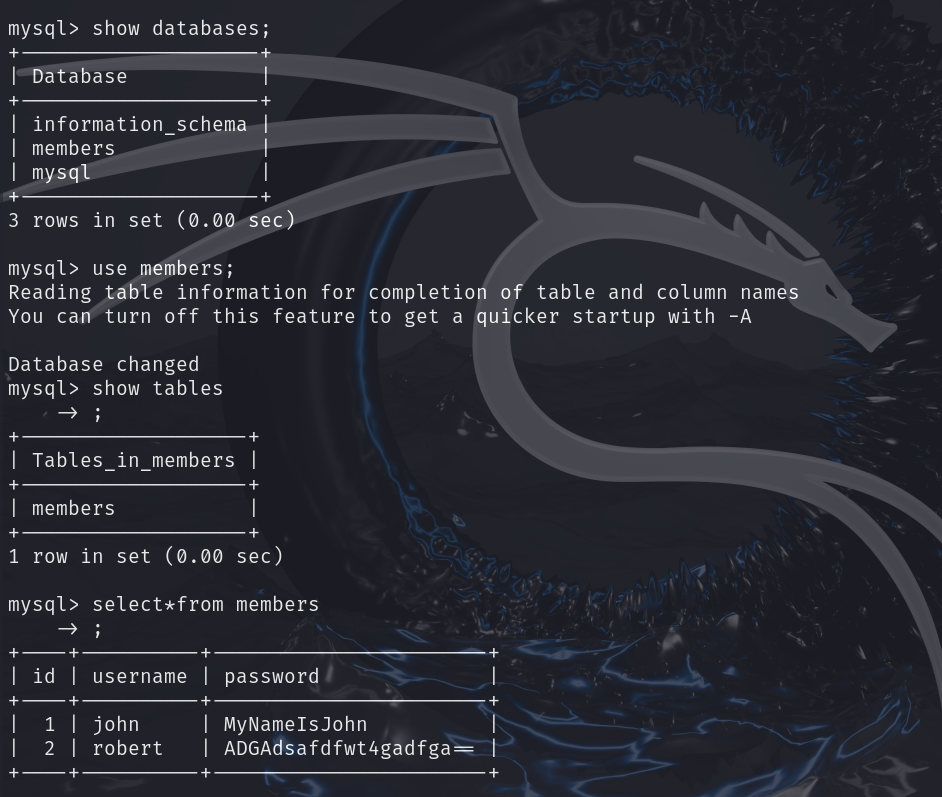 mysql> show databases;
+--------------------+
| Database           |
+--------------------+
| information_schema |
| members            |
| mysql              |
+--------------------+
3 rows in set (0.00 sec)
mysql> use members;
Reading table information for completion of table and column names
You can turn off this feature to get a quicker startup with -A
Database changed
mysql> show tables
    -> ;
+-------------------+
| Tables_in_members |
+-------------------+
| members           |
+-------------------+
1 row in set (0.00 sec)
mysql> select*from members
    -> ;
+----+----------+-----------------------+
| id | username | password              |
+----+----------+-----------------------+
|  1 | john     | MyNameIsJohn          |
|  2 | robert   | ADGAdsafdfwt4gadfga== |
+----+----------+-----------------------+